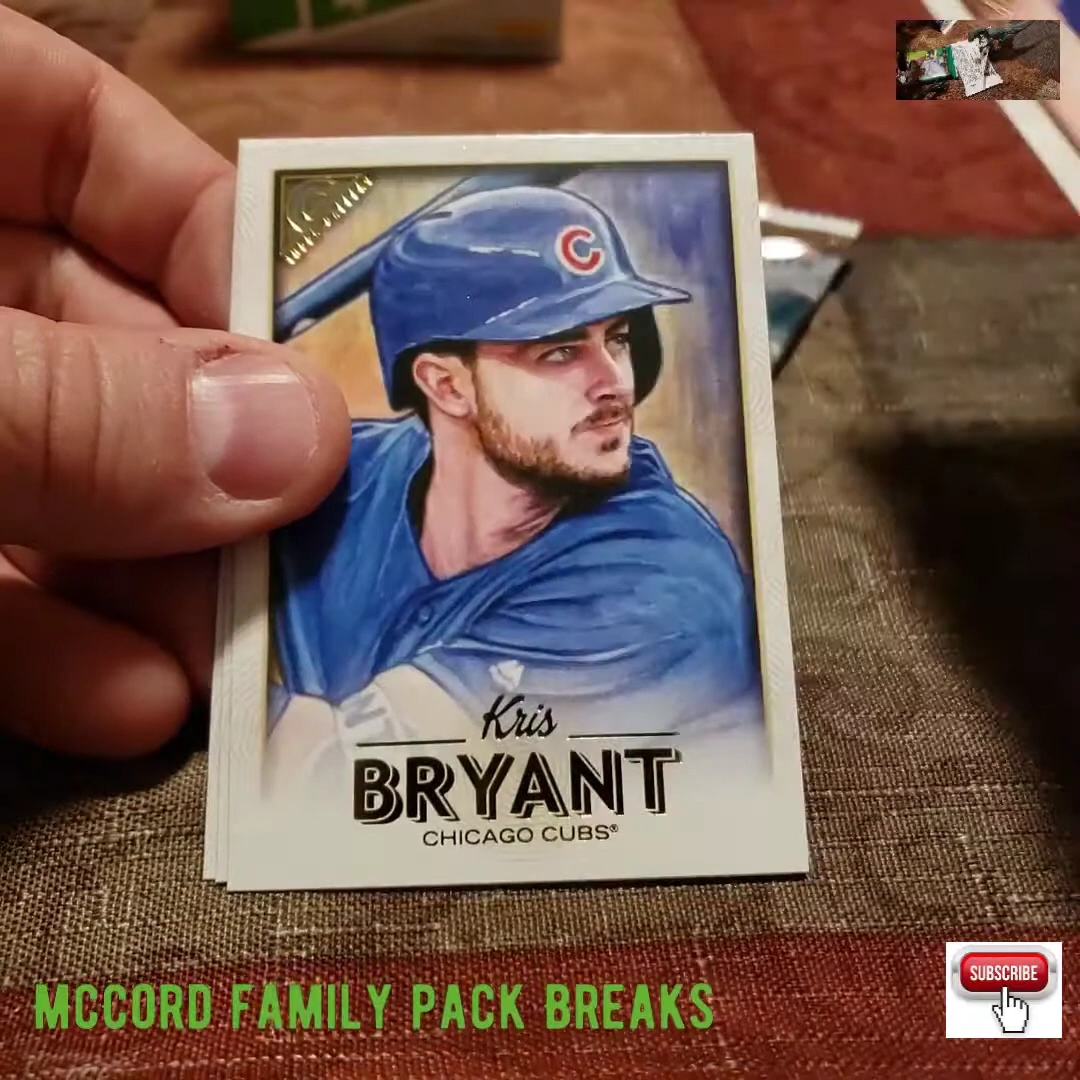 C
Kris
BRYANT
CHICAGO CUBS®
MCCORD FAMILY PACK BREAKS
SUBSCRIBE